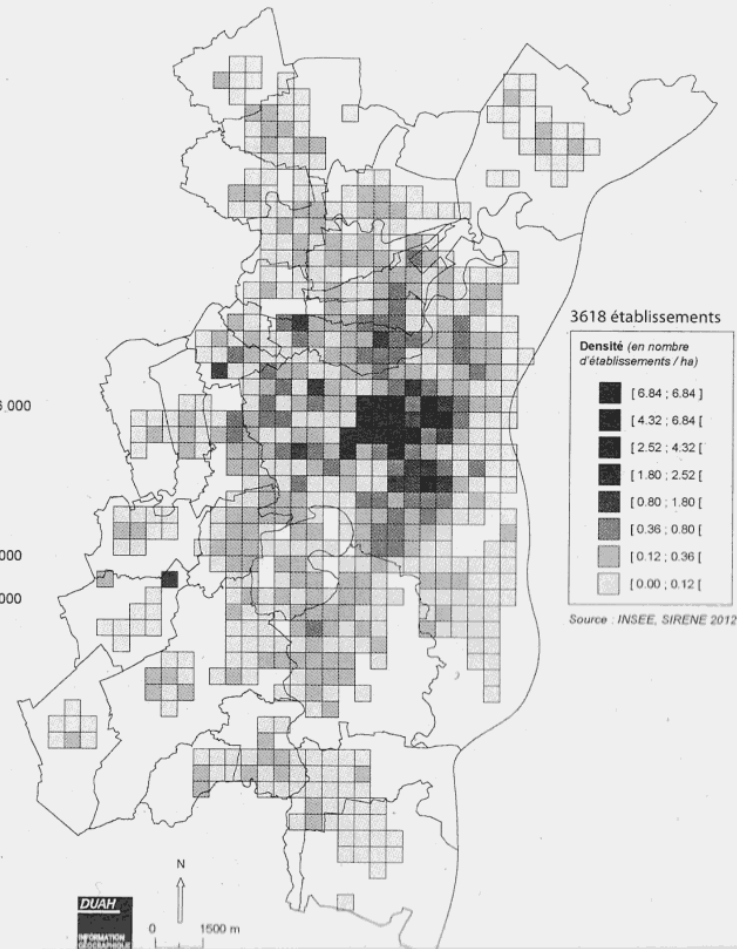 3618 établissements
Densité (en nombre
d'établissements / ha)
[ 6.84 ; 6.84 ]
[ 4.32 ; 6.84 [
[ 2.52 ; 4.32 [
[ 1.80 ; 2.52 [
[ 0.80 ; 1.80 [
[ 0.36 ; 0.80 [
[ 0.12 ; 0.36 [
[ 0.00 ; 0.12 [
Source : INSEE, SIRENE 2012
000
000
000
N
DUAH
INFORMATION
GÉOGRAPHIQUE
0 1500 m